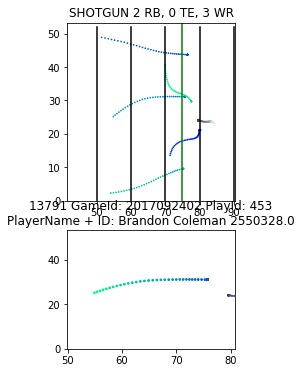 SHOTGUN 2 RB, 0 TE, 3 WR
50
40
30
20
10
0
50 60 70 80 90
13791 GameId: 2017092402 PlayId: 453
PlayerName + ID: Brandon Coleman 2550328.0
40
20
0
50 60 70 80